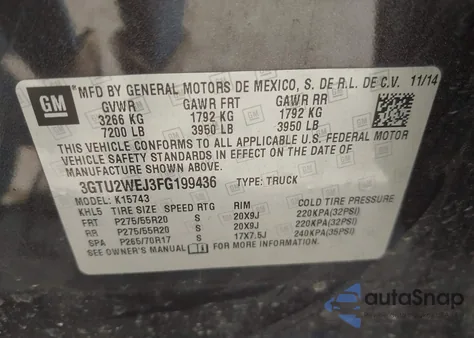 GM
MFD BY GENERAL MOTORS DE MEXICO, S. DE R.L. DE C.V. 11/14
GVWR GAWR FRT GAWR RR
3266 KG 1792 KG 1792 KG
7200 LB 3950 LB 3950 LB
THIS VEHICLE CONFORMS TO ALL APPLICABLE U.S. FEDERAL MOTOR
VEHICLE SAFETY STANDARDS IN EFFECT ON THE DATE OF
MANUFACTURE SHOWN ABOVE.
3GTU2WEJ3FG199436 TYPE: TRUCK
MODEL: K15743
KHL5 TIRE SIZE SPEED RTG RIM COLD TIRE PRESSURE
FRT P275/55R20 S 20X9J 220KPA(32PSI)
RR P275/55R20 S 20X9J 220KPA(32PSI)
SPA P265/70R17 S 17X7.5J 240KPA(35PSI)
SEE OWNER'S MANUAL FOR MORE INFORMATION
autoSnap